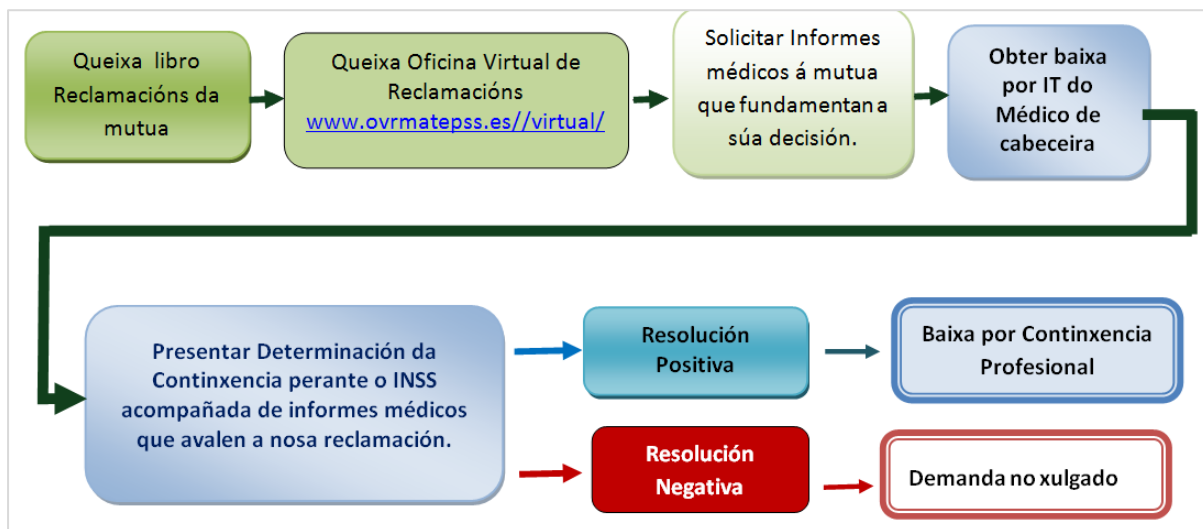 Queixa libro
Reclamacións da
mutua
Queixa Oficina Virtual de
Reclamacións
www.ovrmatepss.es//virtual/
Solicitar Informes
médicos á mutua
que fundamentan a
súa decisión.
Obter baixa
por IT do
Médico de
cabeceira
Presentar Determinación da
Continxencia perante o INSS
acompañada de informes médicos
que avalen a nosa reclamación.
Resolución
Positiva
Baixa por Continxencia
Profesional
Resolución
Negativa
Demanda no xulgado